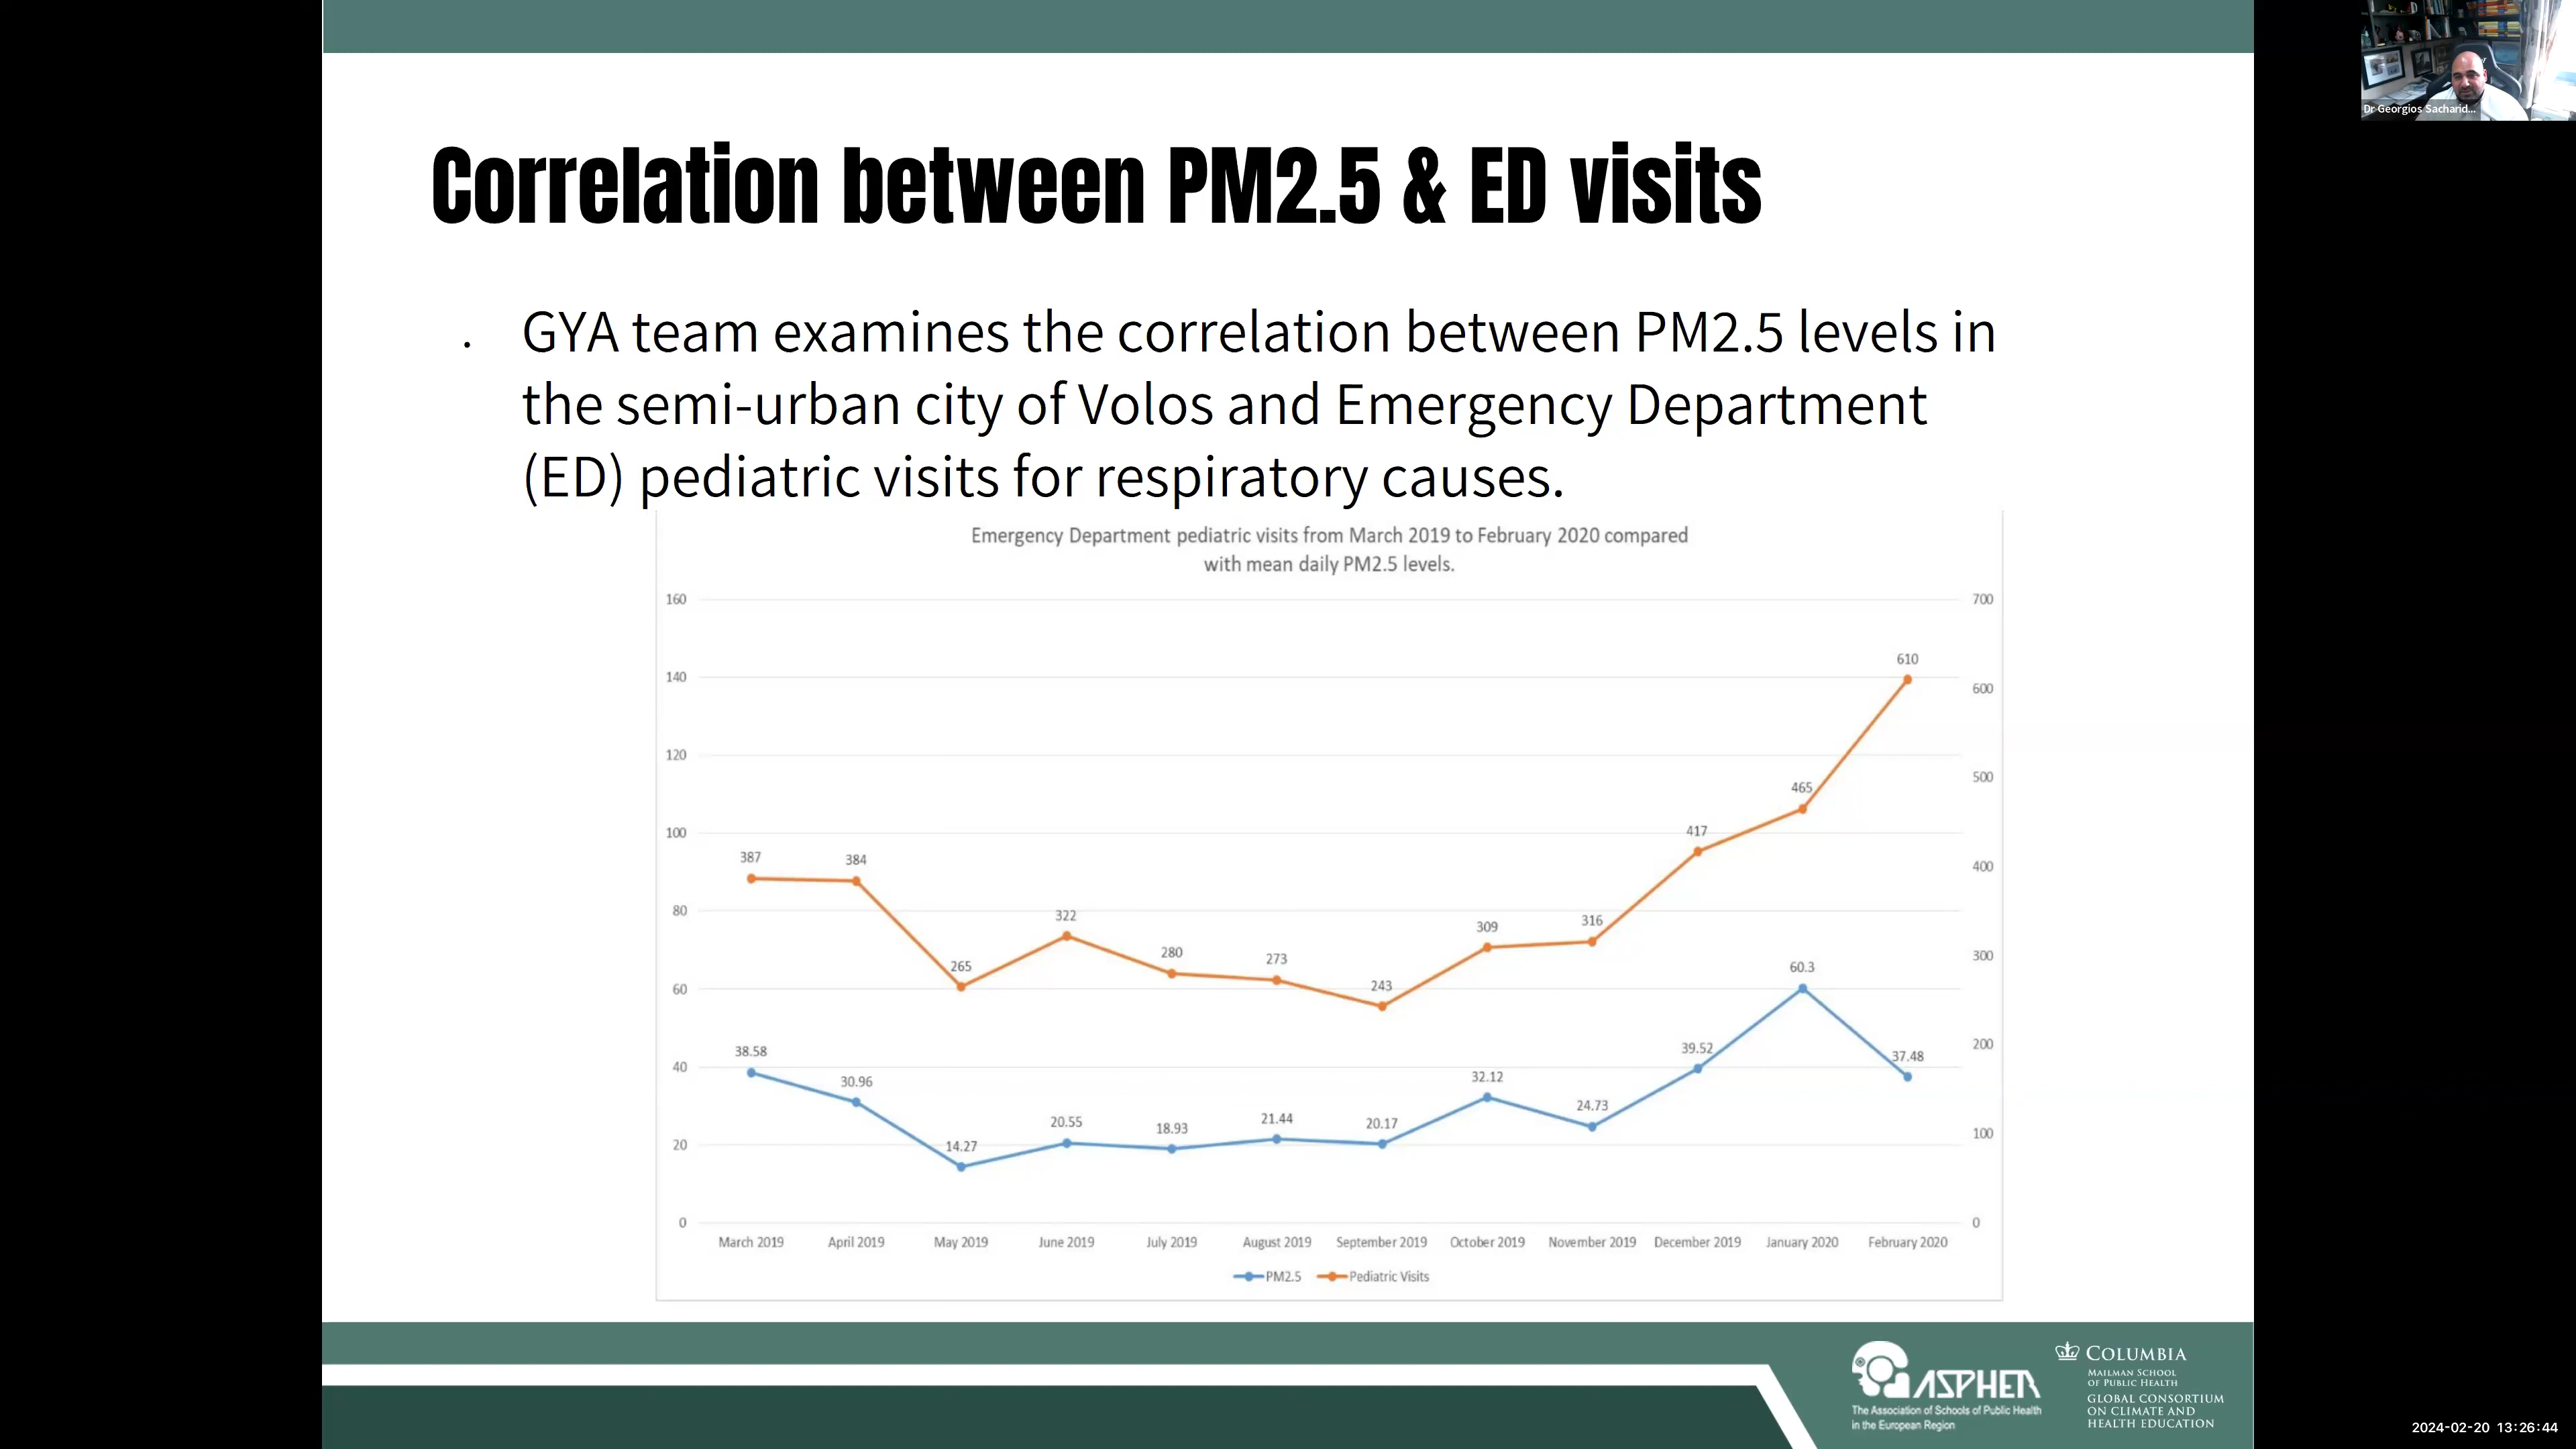 Dr Georgios Sacharid...
Correlation between PM2.5 & ED visits
. GYA team examines the correlation between PM2.5 levels in
the semi-urban city of Volos and Emergency Department
(ED) pediatric visits for respiratory causes.
Emergency Department pediatric visits from March 2019 to February 2020 compared
with mean daily PM2.5 levels.
160
140
120
100
80
60
40
20
0
700
600
500
400
300
200
100
0
387
384
265
322
280
273
243
309
316
417
465
610
38.58
30.96
14.27
20.55
18.93
21.44
20.17
32.12
24.73
39.52
60.3
37.48
March 2019 April 2019 May 2019 June 2019 July 2019 August 2019 September 2019 October 2019 November 2019 December 2019 January 2020 February 2020
PM2.5 Pediatric Visits
ASPHER
The Association of Schools of Public Health
in the European Region
COLUMBIA
MAILMAN SCHOOL
OF PUBLIC HEALTH
GLOBAL CONSORTIUM
ON CLIMATE AND
HEALTH EDUCATION
2024-02-20 13:26:44